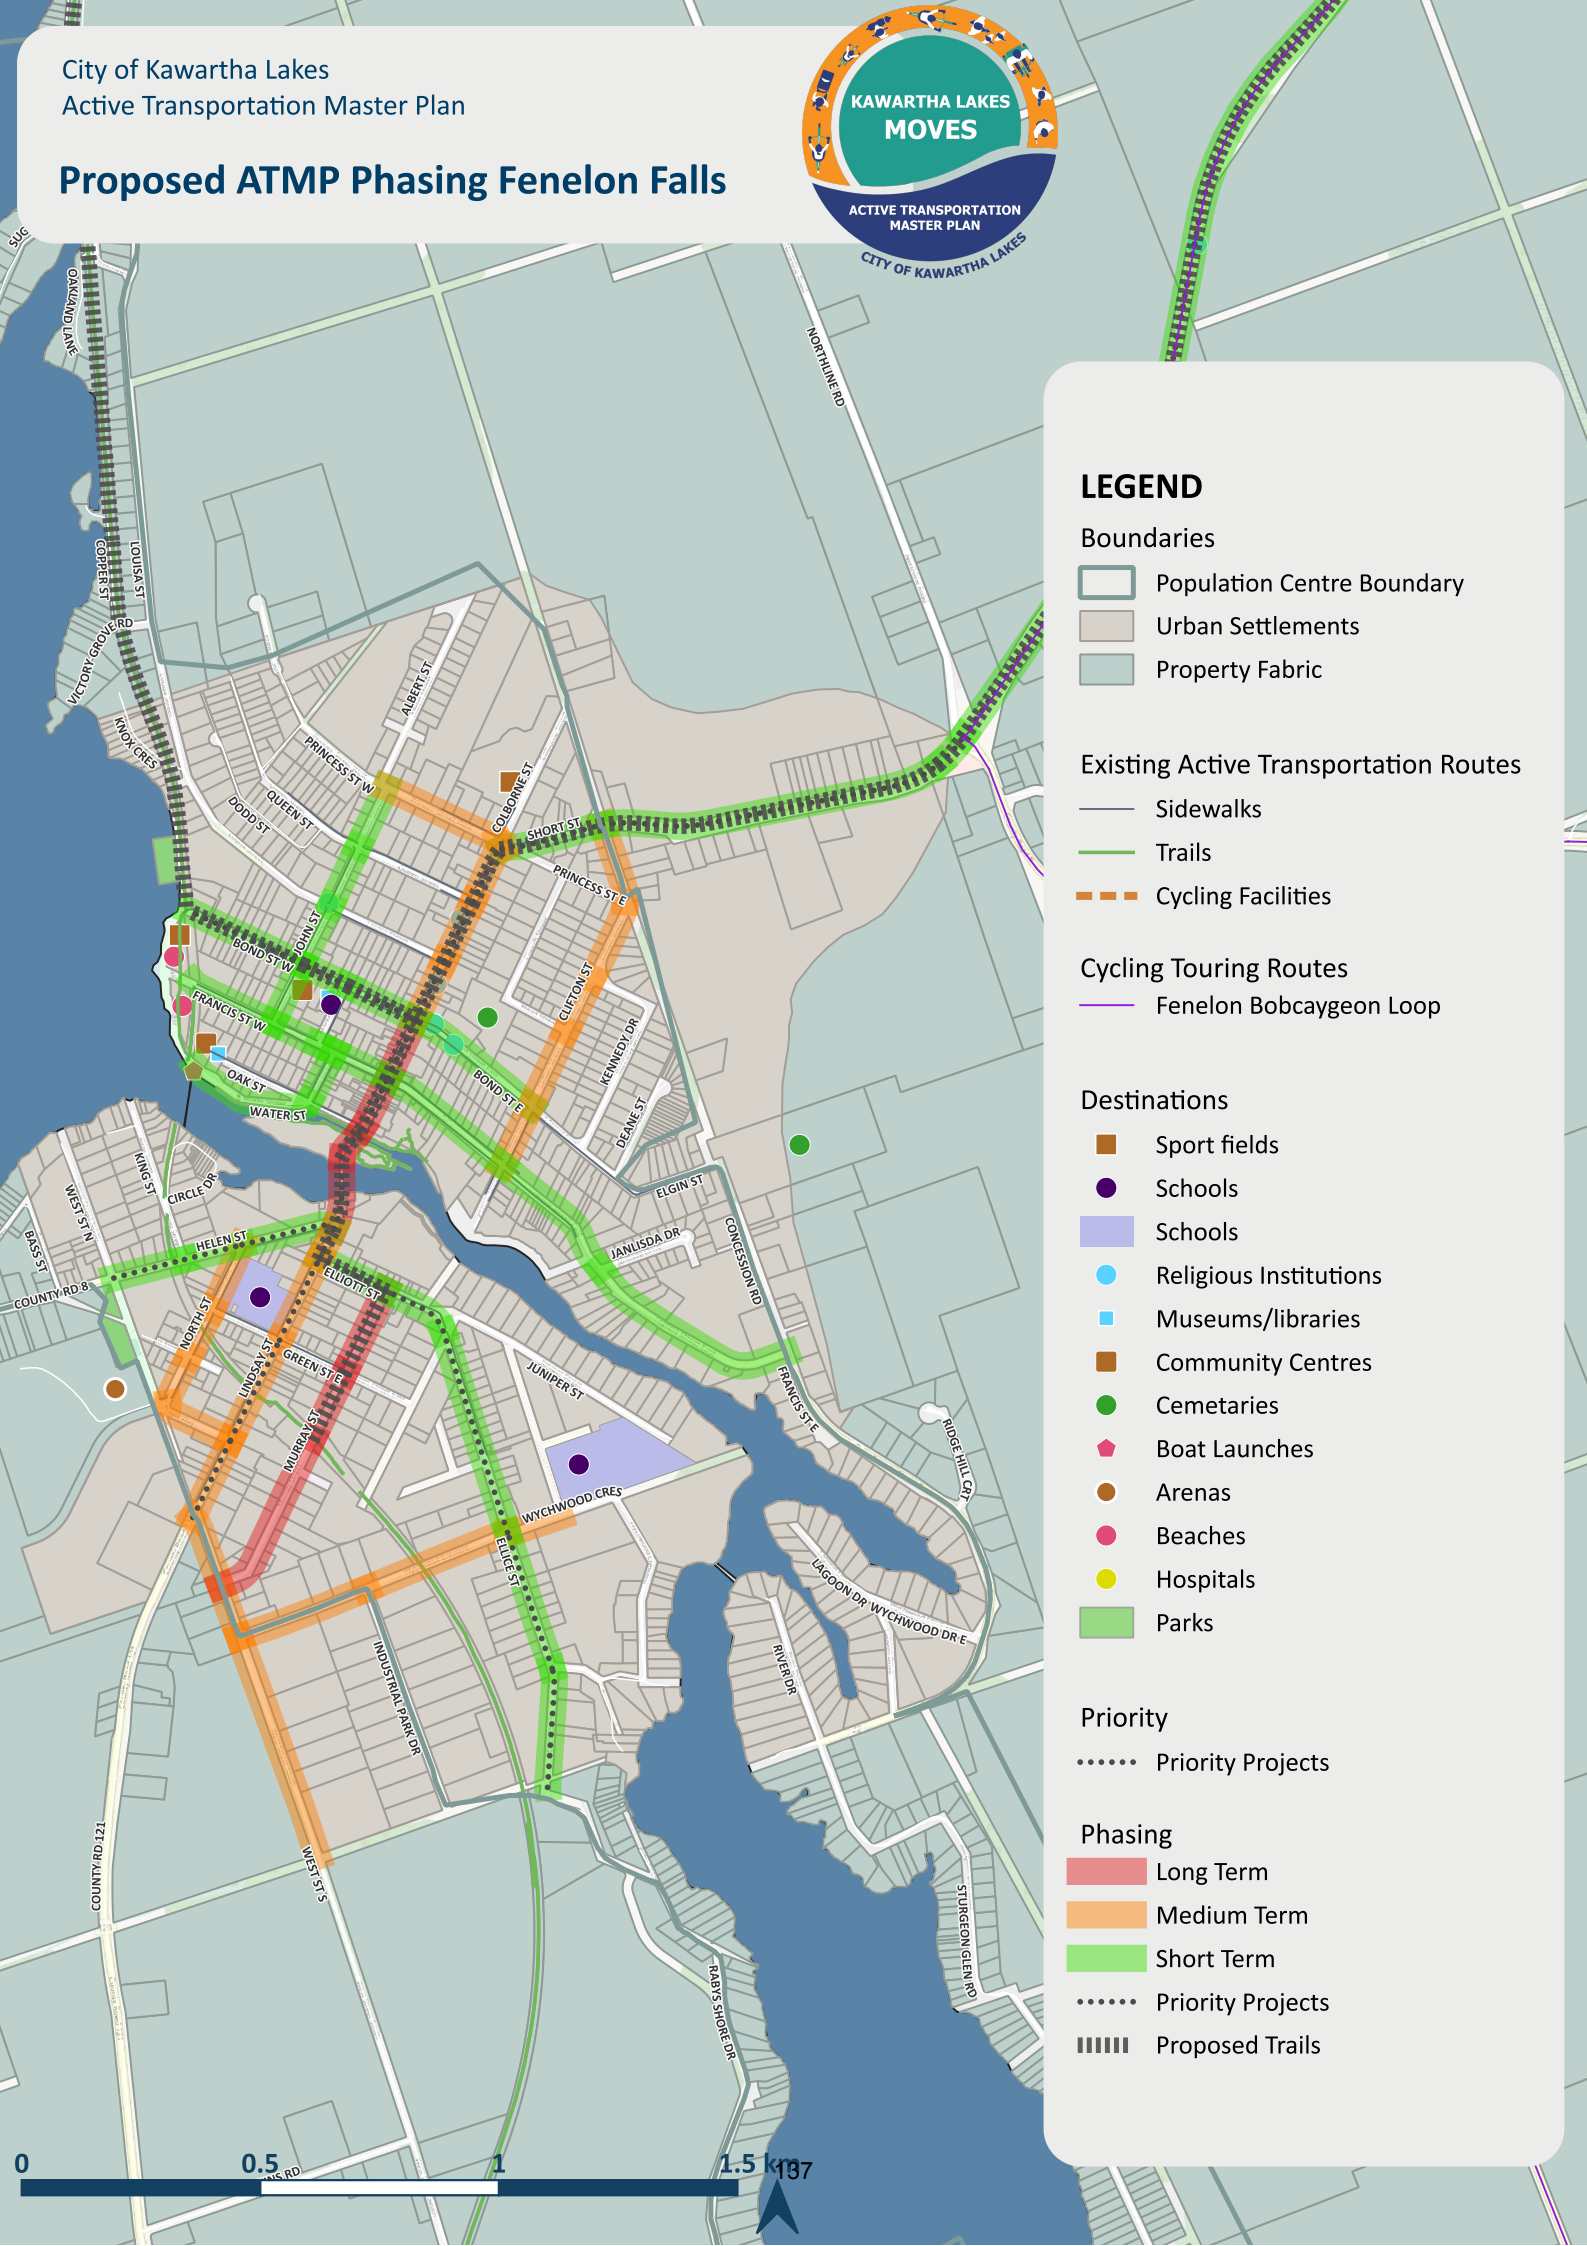 City of Kawartha Lakes
Active Transportation Master Plan
Proposed ATMP Phasing Fenelon Falls
KAWARTHA LAKES
MOVES
ACTIVE TRANSPORTATION
MASTER PLAN
CITY OF KAWARTHA LAKES
SUG
OAKLAND LANE
NORTHLINE RD
COPPER ST
LOUISA ST
VICTORY GROVE RD
KNOX CRES
ALBERT ST
PRINCESS ST W
QUEEN ST
DODD ST
COLBORNE ST
SHORT ST
PRINCESS ST E
JOHN ST
BOND ST W
FRANCIS ST W
CLIFTON ST
KENNEDY DR
OAK ST
WATER ST
BOND ST E
DEANE ST
ELGIN ST
KING ST
CIRCLE DR
WEST ST N
BASS ST
HELEN ST
COUNTY RD 8
ELLIOTT ST
JANLISDA DR
CONCESSION RD
NORTH ST
LINDSAY ST
GREEN ST E
MURRAY ST
JUNIPER ST
FRANCIS ST E
RIDGE HILL CRT
WYCHWOOD CRES
ELLICE ST
LAGOON DR
WYCHWOOD DR E
RIVER DR
INDUSTRIAL PARK DR
COUNTY RD 121
WEST ST S
STURGEON GLEN RD
RABYS SHORE DR
NS RD
LEGEND
Boundaries
Population Centre Boundary
Urban Settlements
Property Fabric
Existing Active Transportation Routes
Sidewalks
Trails
Cycling Facilities
Cycling Touring Routes
Fenelon Bobcaygeon Loop
Destinations
Sport fields
Schools
Schools
Religious Institutions
Museums/libraries
Community Centres
Cemetaries
Boat Launches
Arenas
Beaches
Hospitals
Parks
Priority
Priority Projects
Phasing
Long Term
Medium Term
Short Term
Priority Projects
Proposed Trails
0 0.5 1 1.5 km
137